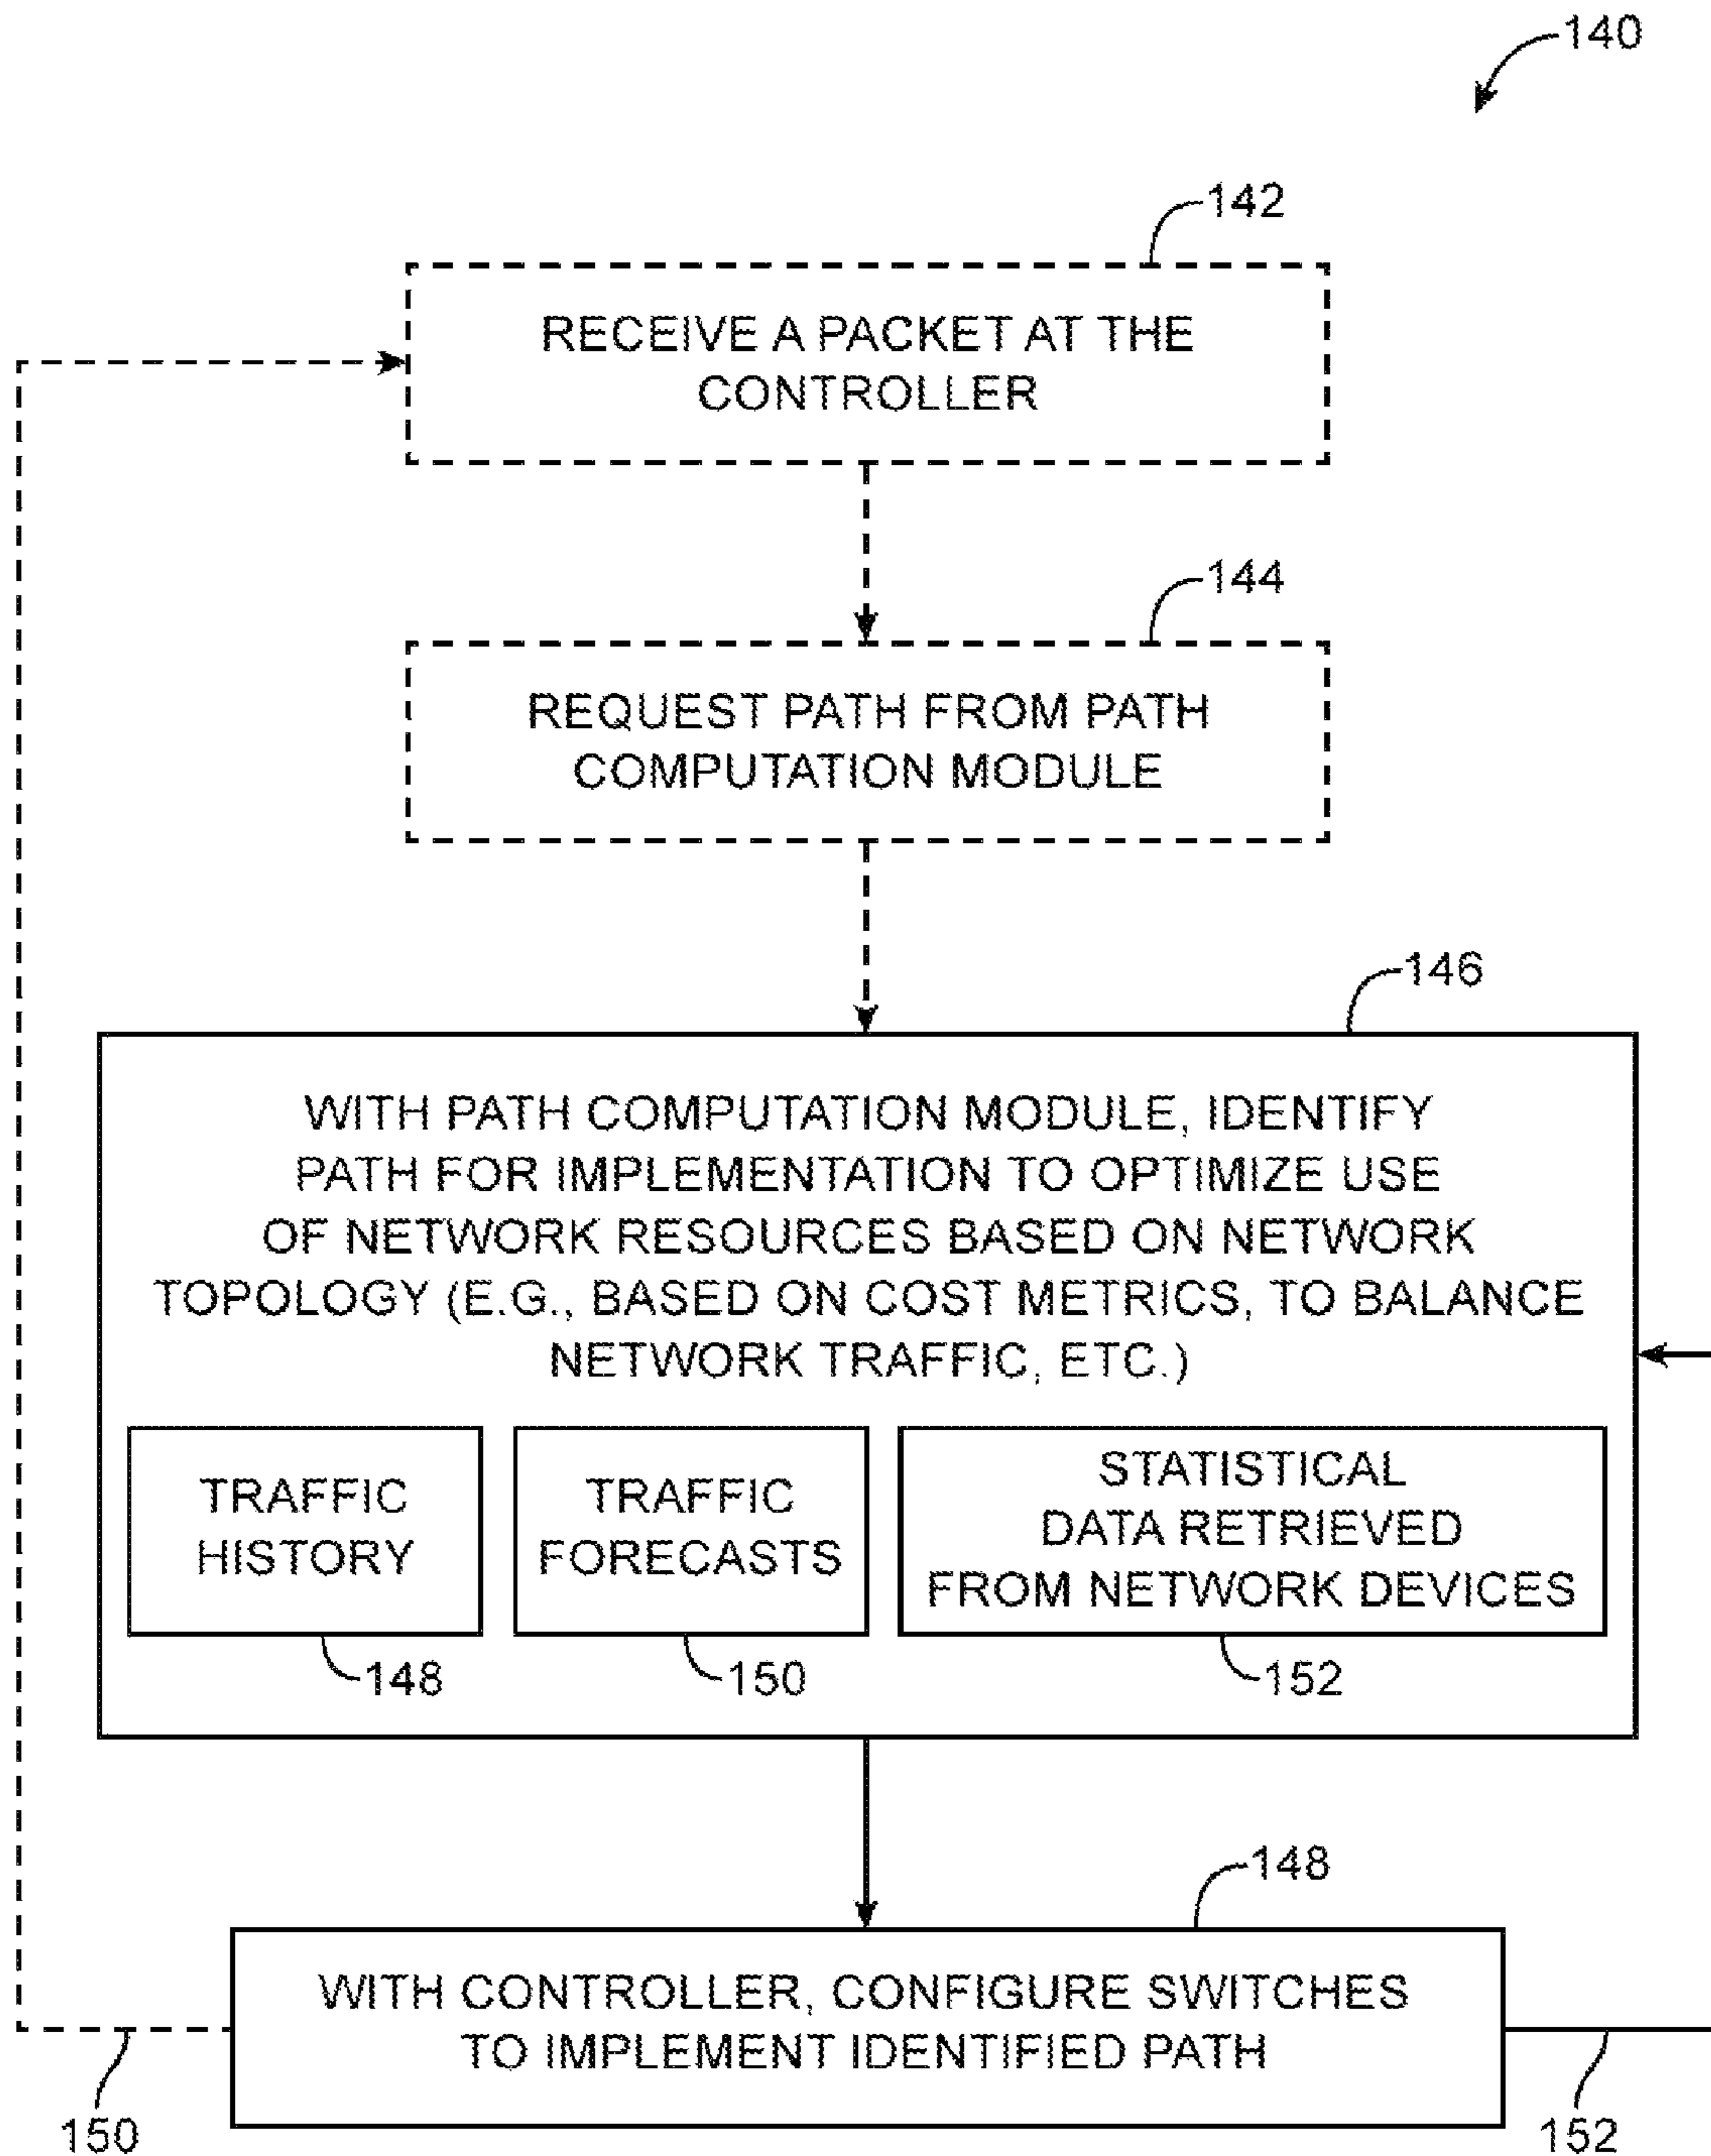 140
142
RECEIVE A PACKET AT THE
CONTROLLER
144
REQUEST PATH FROM PATH
COMPUTATION MODULE
146
WITH PATH COMPUTATION MODULE, IDENTIFY
PATH FOR IMPLEMENTATION TO OPTIMIZE USE
OF NETWORK RESOURCES BASED ON NETWORK
TOPOLOGY (E.G., BASED ON COST METRICS, TO BALANCE
NETWORK TRAFFIC, ETC.)
TRAFFIC
HISTORY
148
TRAFFIC
FORECASTS
150
STATISTICAL
DATA RETRIEVED
FROM NETWORK DEVICES
152
148
WITH CONTROLLER, CONFIGURE SWITCHES
TO IMPLEMENT IDENTIFIED PATH
150
152